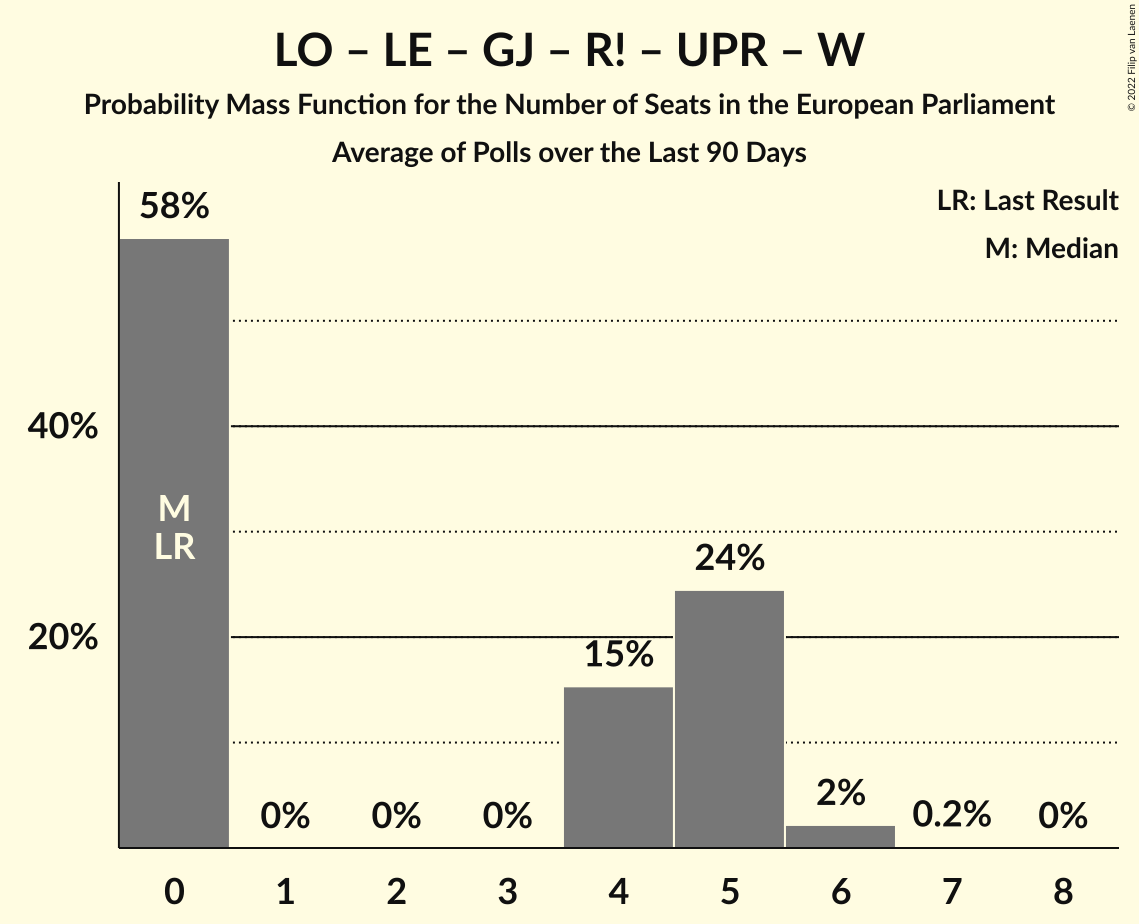 LO – LE – GJ – R! – UPR – W
Probability Mass Function for the Number of Seats in the European Parliament
Average of Polls over the Last 90 Days
© 2022 Filip van Laenen
LR: Last Result
M: Median
58%
40%
M
LR
24%
20%
15%
0%
0%
0%
2%
0.2%
0%
0
1
2
3
4
5
6
7
8